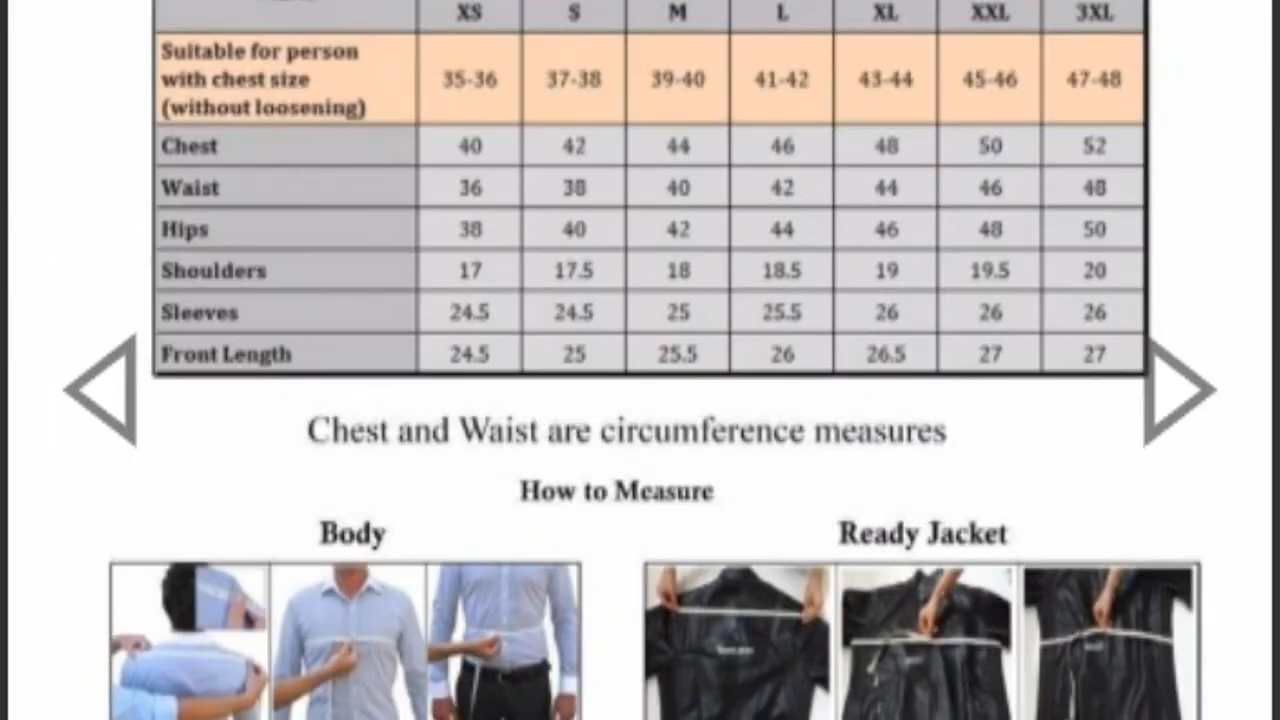 XS S M L XL XXL 3XL
Suitable for person
with chest size
(without loosening)
35-36 37-38 39-40 41-42 43-44 45-46 47-48
Chest 40 42 44 46 48 50 52
Waist 36 38 40 42 44 46 48
Hips 38 40 42 44 46 48 50
Shoulders 17 17.5 18 18.5 19 19.5 20
Sleeves 24.5 24.5 25 25.5 26 26 26
Front Length 24.5 25 25.5 26 26.5 27 27
Chest and Waist are circumference measures
How to Measure
Body Ready Jacket